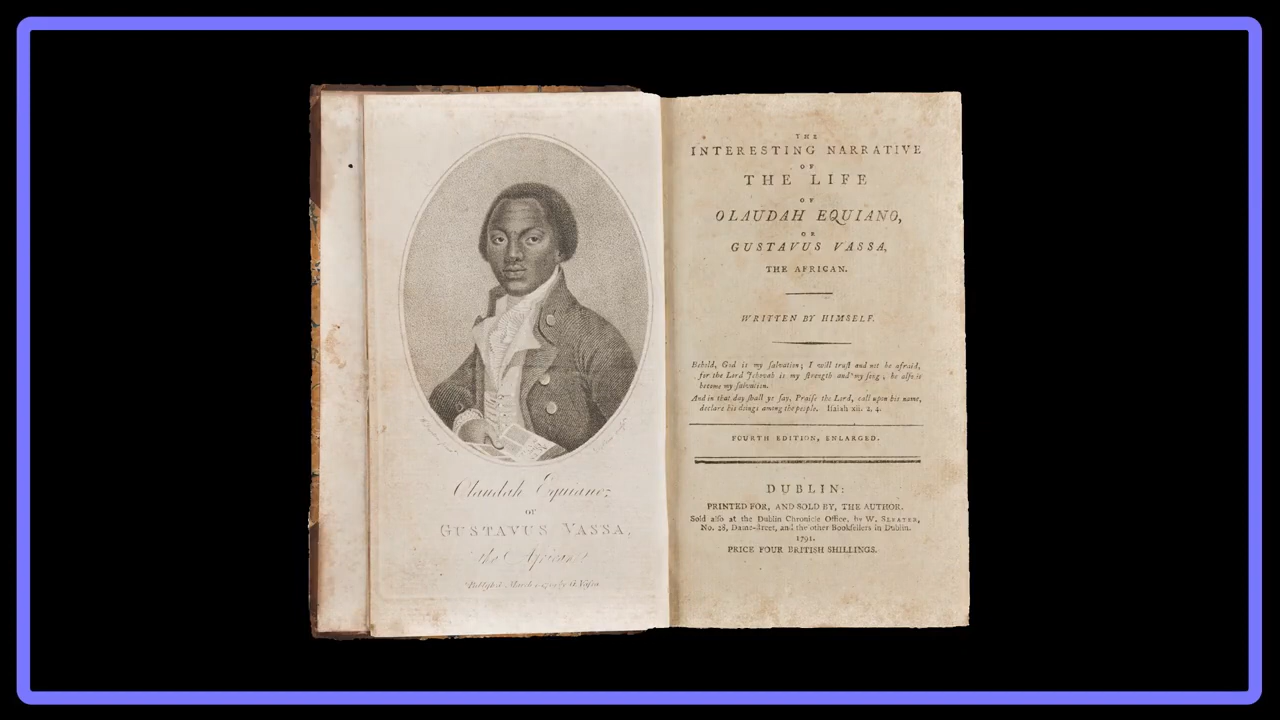 Olaudah Equiano;
or
GUSTAVUS VASSA,
the African
Publish'd March 1 by G. Vassa
THE
INTERESTING NARRATIVE
OF
THE LIFE
OF
OLAUDAH EQUIANO,
OR
GUSTAVUS VASSA,
THE AFRICAN.
WRITTEN BY HIMSELF.
Behold, God is my ſalvation; I will truſt and not be afraid,
for the Lord Jehovah is my ſtrength and my ſong; he alſo is
become my ſalvation.
And in that day ſhall ye ſay, Praiſe the Lord, call upon his name,
declare his doings among the people. Iſaiah xii. 2, 4.
FOURTH EDITION, ENLARGED.
DUBLIN:
PRINTED FOR, AND SOLD BY, THE AUTHOR.
Sold alſo at the Dublin Chronicle Office, by W. SLEATER,
No. 28, Dame-ſtreet, and the other Bookſellers in Dublin.
1791.
PRICE FOUR BRITISH SHILLINGS.